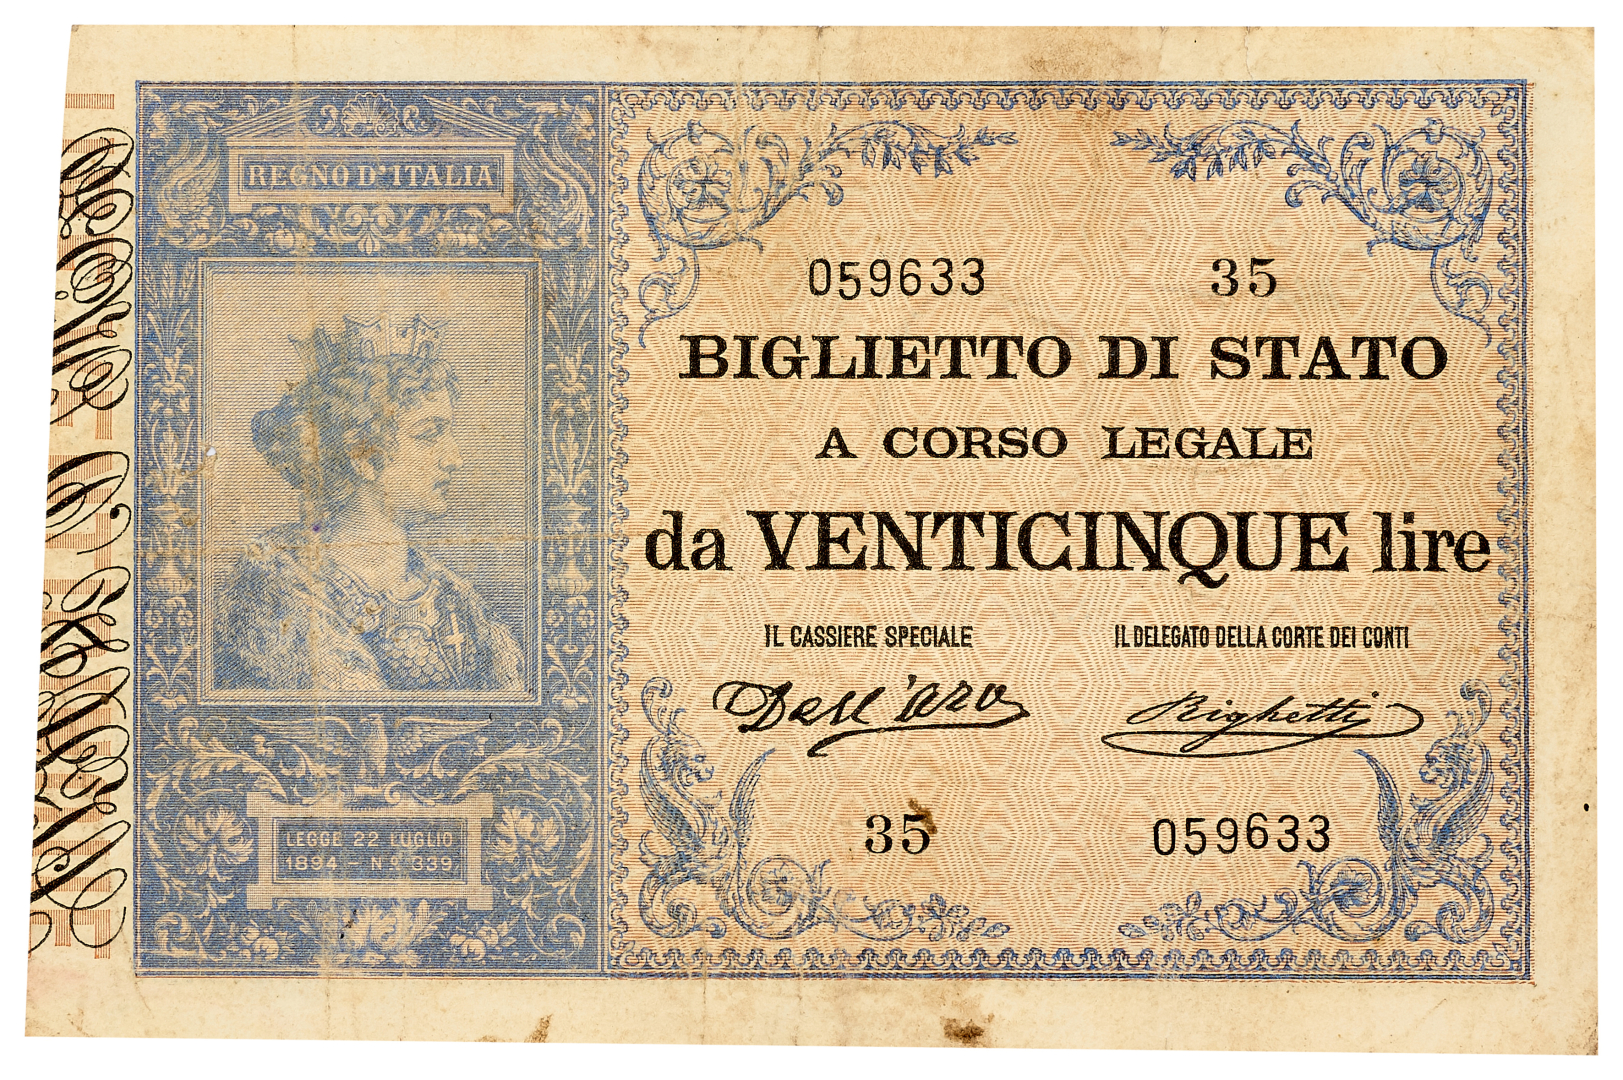 REGNO D'ITALIA
059633 35
BIGLIETTO DI STATO
A CORSO LEGALE
da VENTICINQUE lire
IL CASSIERE SPECIALE IL DELEGATO DELLA CORTE DEI CONTI
Dell'ara Righetti
35 059633
LEGGE 22 LUGLIO
1894 - N° 339